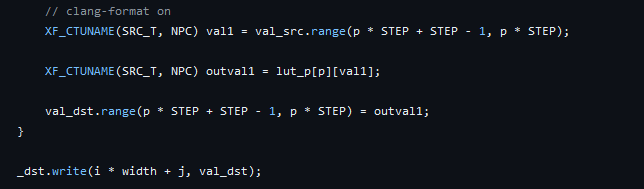 // clang-format on
XF_CTUNAME(SRC_T, NPC) val1 = val_src.range(p * STEP + STEP - 1, p * STEP);
XF_CTUNAME(SRC_T, NPC) outval1 = lut_p[p][val1];
val_dst.range(p * STEP + STEP - 1, p * STEP) = outval1;
}
_dst.write(i * width + j, val_dst);